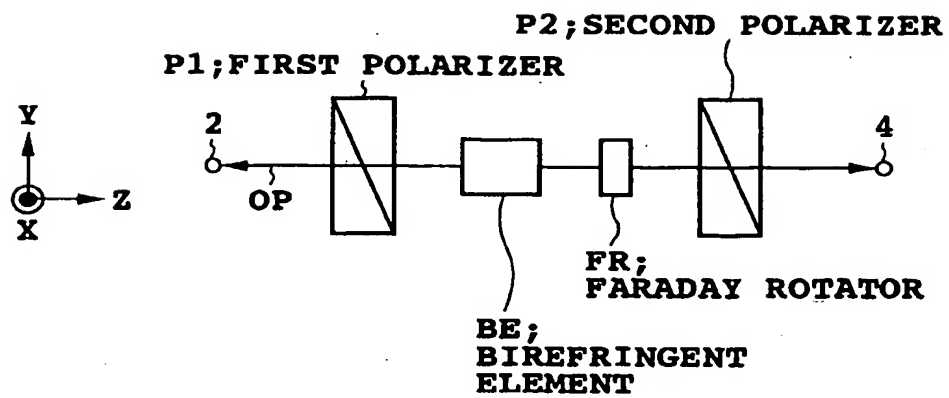 P2;SECOND POLARIZER
P1;FIRST POLARIZER
Y
2
4
Z
OP
X
FR;
FARADAY ROTATOR
BE;
BIREFRINGENT
ELEMENT